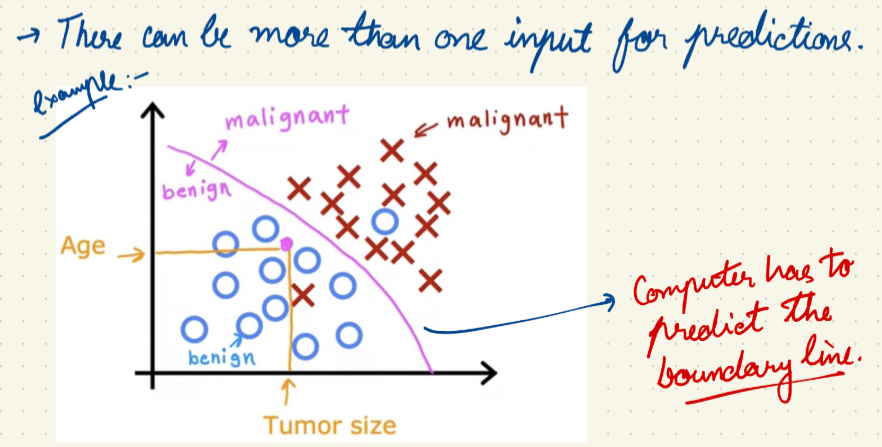 → There can be more than one input for predictions.
example:-
malignant
malignant
benign
Age
benign
Tumor size
Computer has to
predict the
boundary line.